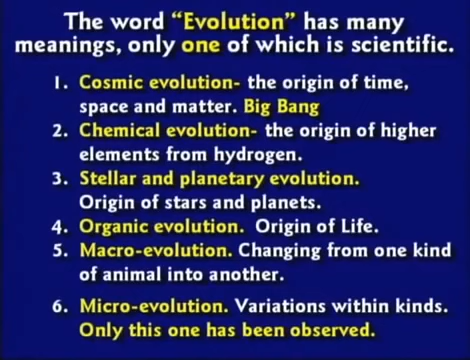 The word “Evolution” has many
meanings, only one of which is scientific.
1. Cosmic evolution- the origin of time,
space and matter. Big Bang
2. Chemical evolution- the origin of higher
elements from hydrogen.
3. Stellar and planetary evolution.
Origin of stars and planets.
4. Organic evolution. Origin of Life.
5. Macro-evolution. Changing from one kind
of animal into another.
6. Micro-evolution. Variations within kinds.
Only this one has been observed.